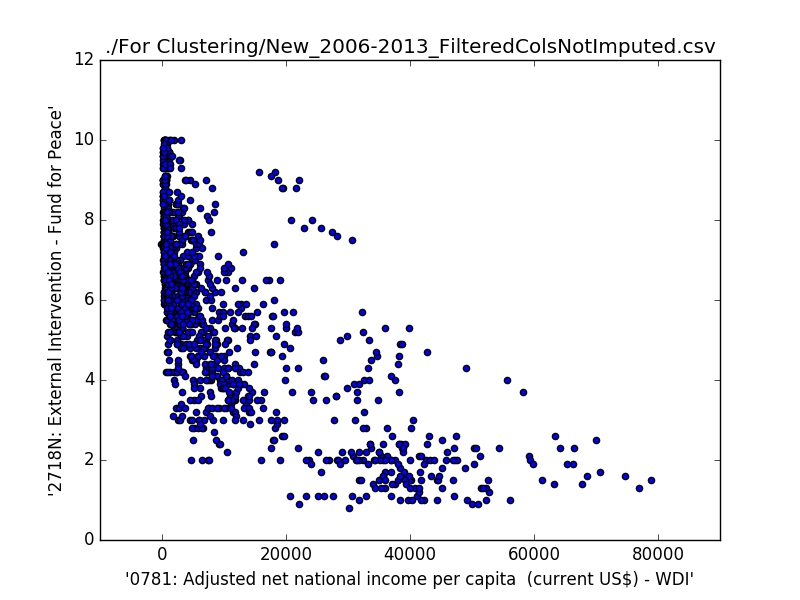 ./For Clustering/New_2006-2013_FilteredColsNotImputed.csv
12
10
8
6
4
2
0
'2718N: External Intervention - Fund for Peace'
0 20000 40000 60000 80000
'0781: Adjusted net national income per capita  (current US$) - WDI'